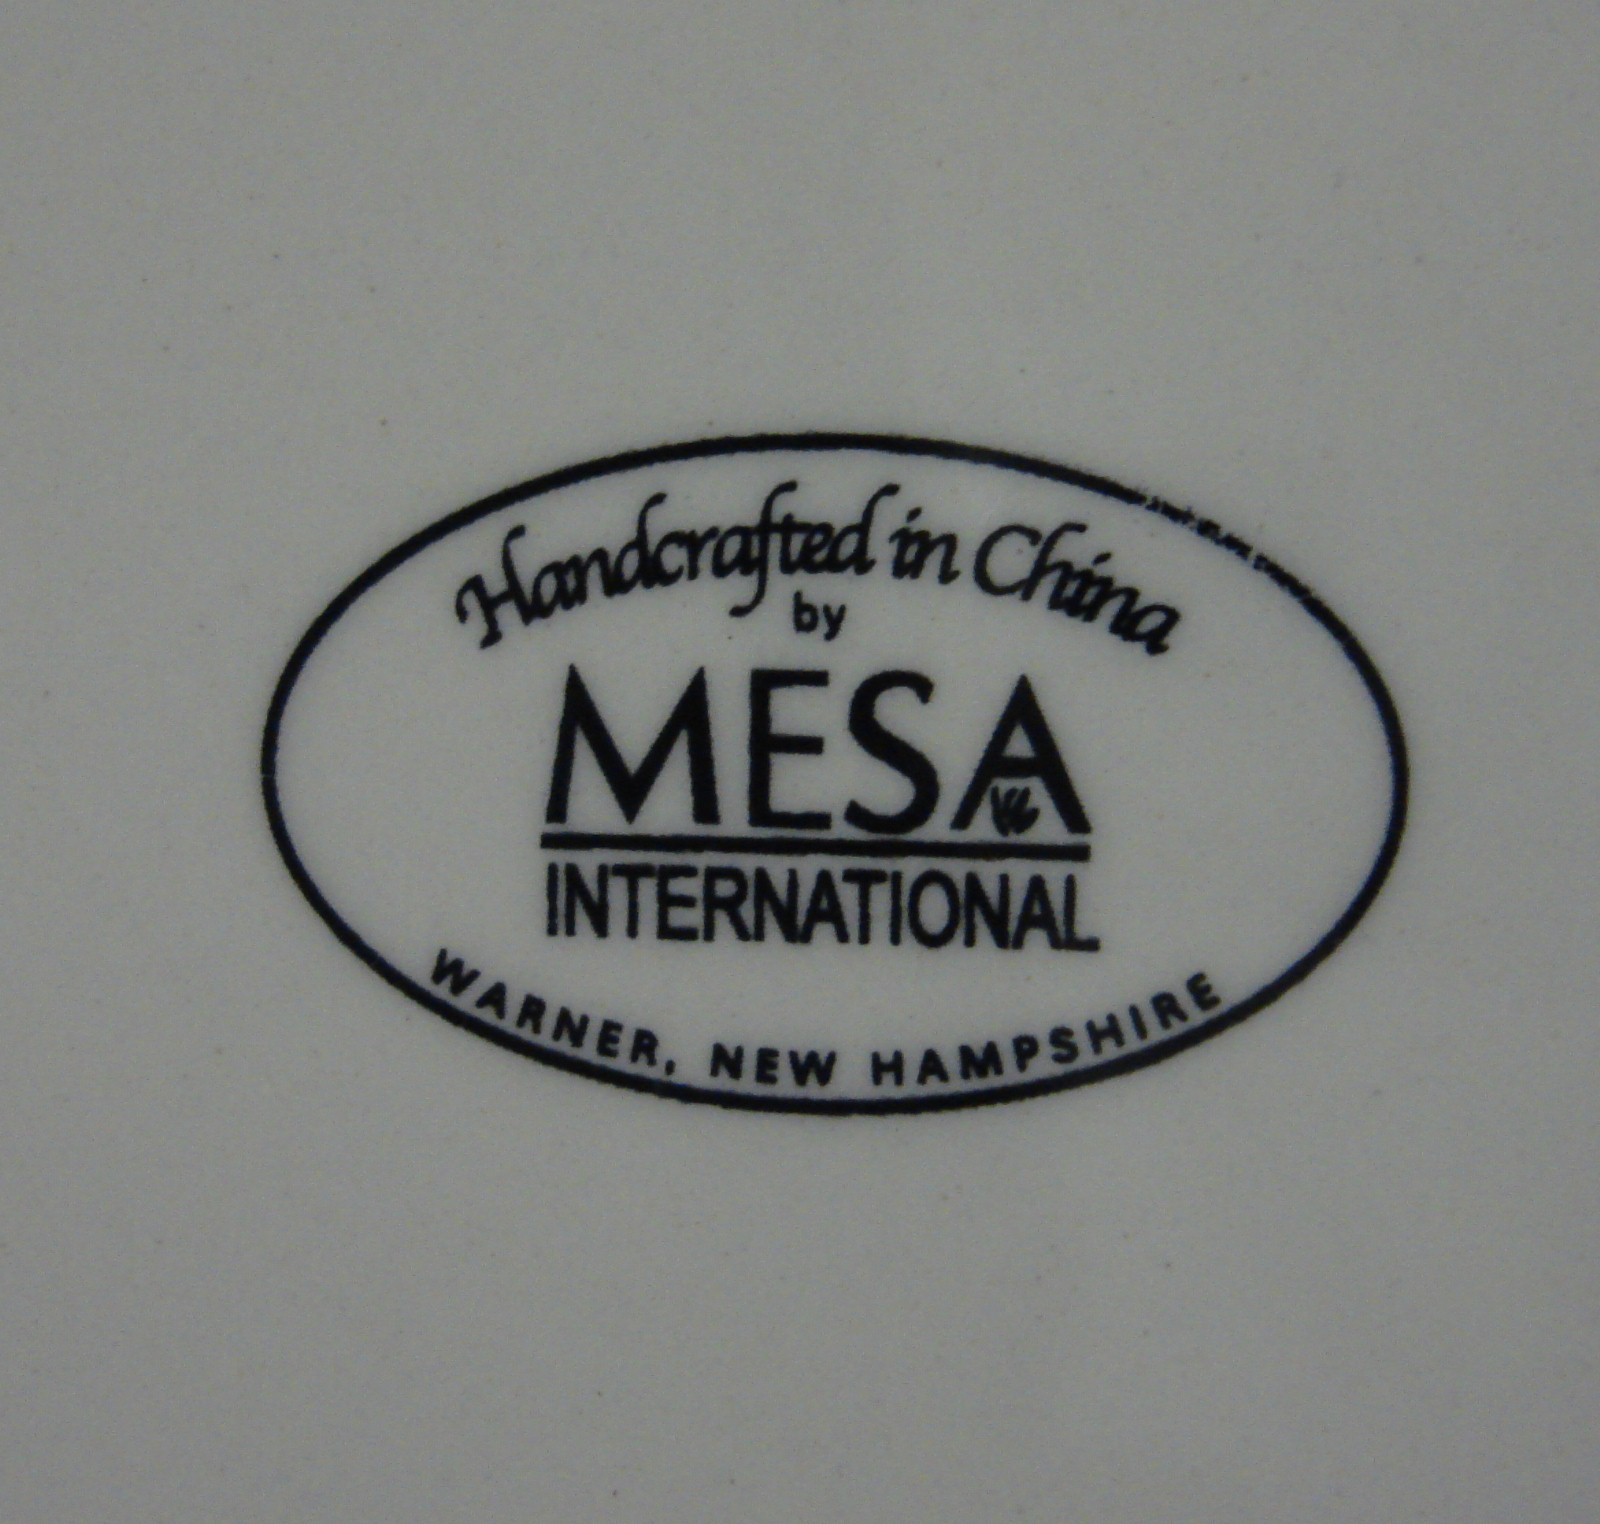 Handcrafted in China
by
MESA
INTERNATIONAL
WARNER, NEW HAMPSHIRE